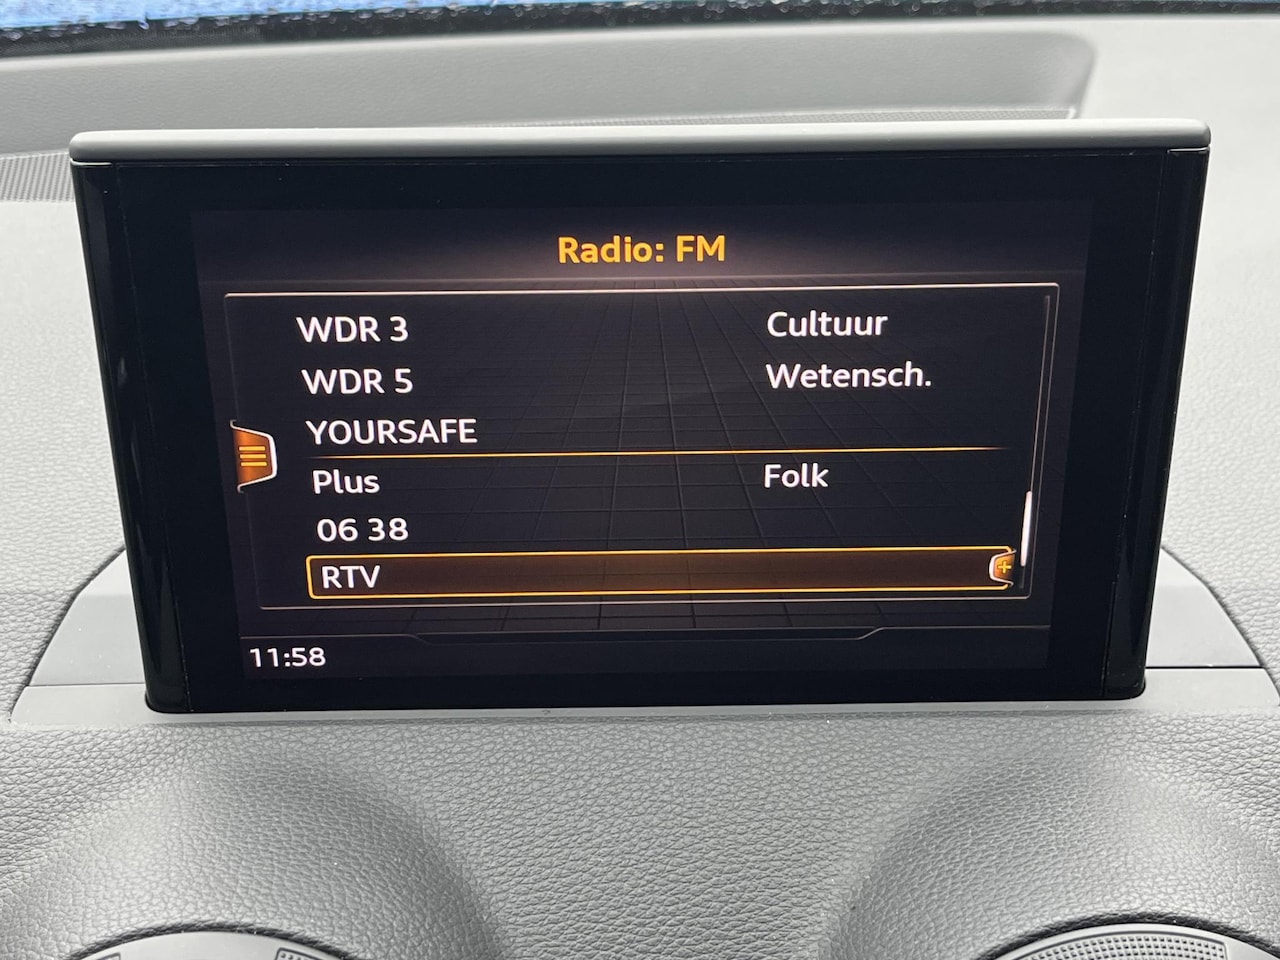 Radio: FM
WDR 3 Cultuur
WDR 5 Wetensch.
YOURSAFE
Plus Folk
06 38
RTV
11:58